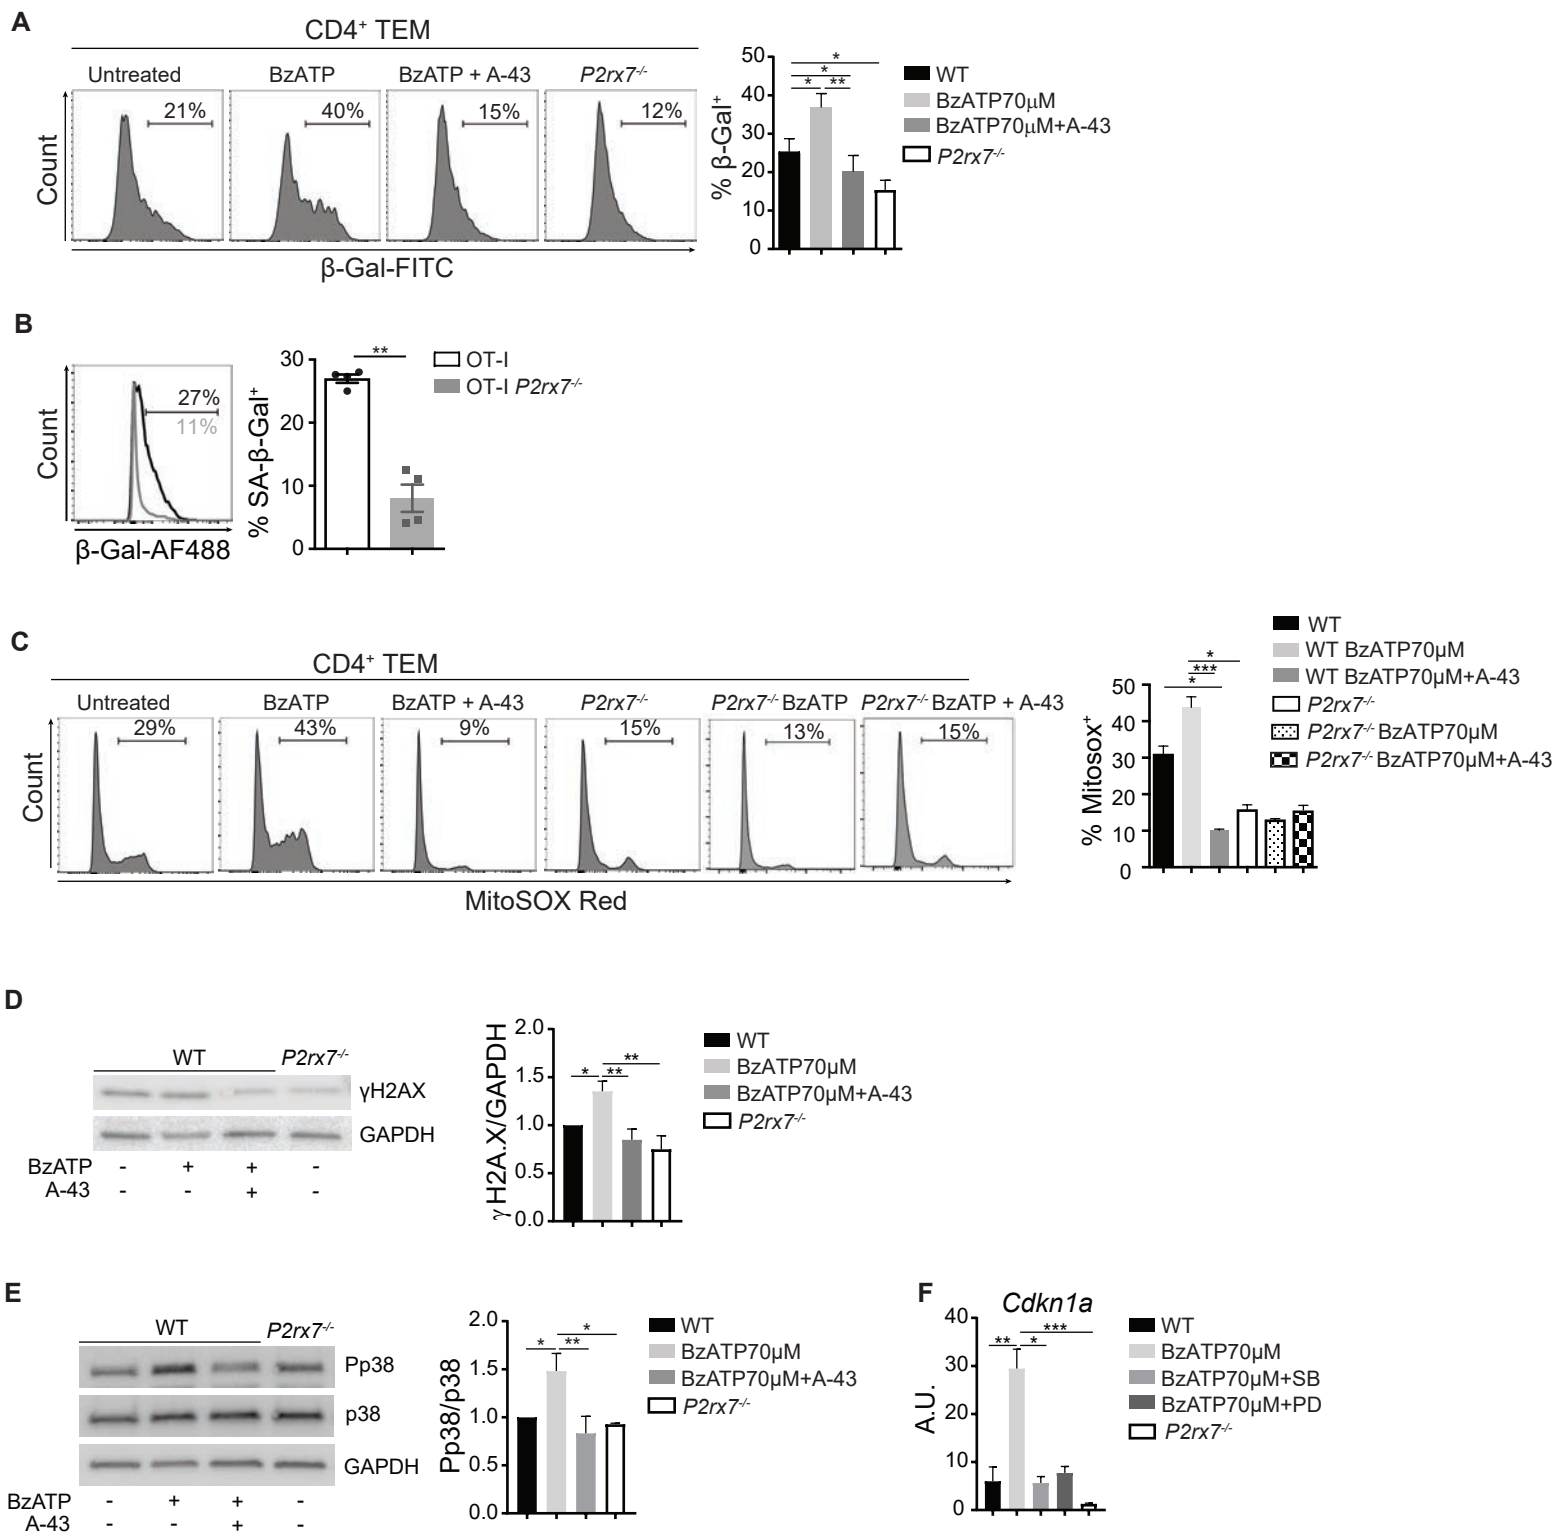 A
CD4+ TEM
Untreated BzATP BzATP + A-43 P2rx7-/-
21% 40% 15% 12%
Count
β-Gal-FITC
% β-Gal+
50
40
30
20
10
0
*
*
* **
WT
BzATP70μM
BzATP70μM+A-43
P2rx7-/-
B
Count
27%
11%
β-Gal-AF488
% SA-β-Gal+
30
20
10
0
**
OT-I
OT-I P2rx7-/-
C
CD4+ TEM
Untreated BzATP BzATP + A-43 P2rx7-/- P2rx7-/- BzATP P2rx7-/- BzATP + A-43
29% 43% 9% 15% 13% 15%
Count
MitoSOX Red
% Mitosox+
50
40
30
20
10
0
*
***
*
WT
WT BzATP70μM
WT BzATP70μM+A-43
P2rx7-/-
P2rx7-/- BzATP70μM
P2rx7-/- BzATP70μM+A-43
D
WT P2rx7-/-
γH2AX
GAPDH
BzATP - + + -
A-43 - - + -
γ H2A.X/GAPDH
2.0
1.5
1.0
0.5
0.0
**
* **
WT
BzATP70μM
BzATP70μM+A-43
P2rx7-/-
E
WT P2rx7-/-
Pp38
p38
GAPDH
BzATP - + + -
A-43 - - + -
Pp38/p38
2.0
1.5
1.0
0.5
0.0
*
* **
WT
BzATP70μM
BzATP70μM+A-43
P2rx7-/-
F
Cdkn1a
A.U.
40
30
20
10
0
***
** *
WT
BzATP70μM
BzATP70μM+SB
BzATP70μM+PD
P2rx7-/-